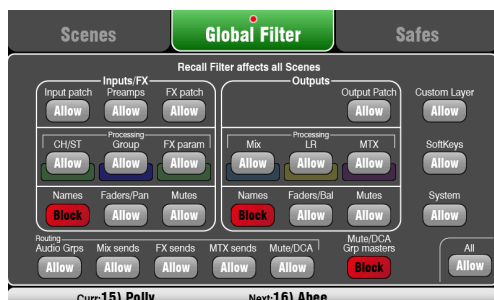 Scenes Global Filter Safes
Recall Filter affects all Scenes
Inputs/FX Outputs
Input patch Preamps FX patch Output Patch Custom Layer
Allow Allow Allow Allow Allow
Processing Processing
CH/ST Group FX param Mix LR MTX SoftKeys
Allow Allow Allow Allow Allow Allow Allow
Names Faders/Pan Mutes Names Faders/Bal Mutes System
Block Allow Allow Block Allow Allow Allow
Routing
Audio Grps Mix sends FX sends MTX sends Mute/DCA Mute/DCA Grp masters All
Allow Allow Allow Allow Allow Block Allow
Curr:15) Polly Next:16) Abee